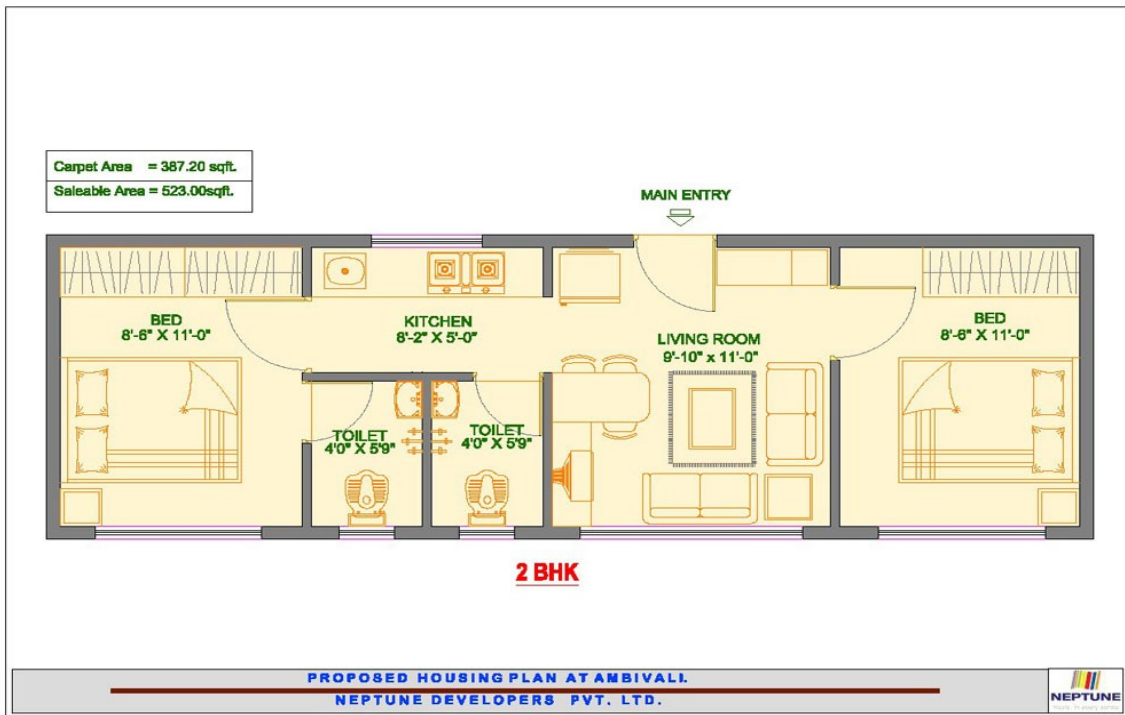 Carpet Area = 387.20 sqft.
Saleable Area = 523.00sqft.
MAIN ENTRY
BED
8'-6" X 11'-0"
KITCHEN
8'-2" X 5'-0"
LIVING ROOM
9'-10" x 11'-0"
BED
8'-6" X 11'-0"
TOILET
4'0" X 5'9"
TOILET
4'0" X 5'9"
2 BHK
PROPOSED HOUSING PLAN AT AMBIVALI.
NEPTUNE DEVELOPERS PVT. LTD.
NEPTUNE